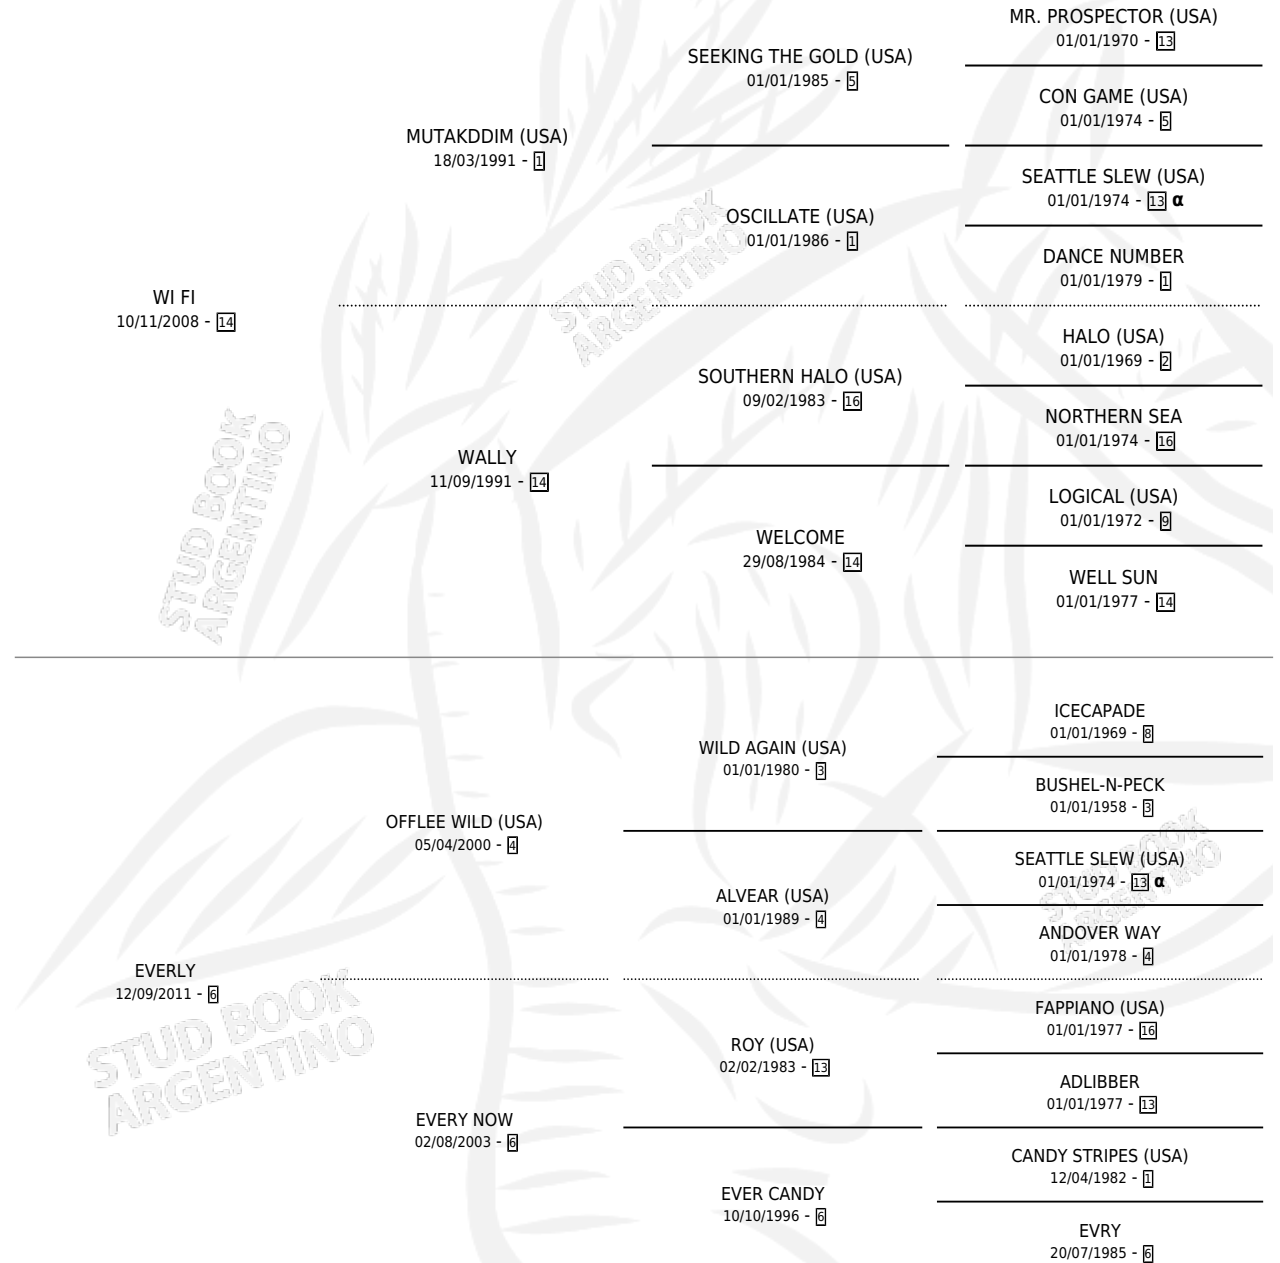 MR. PROSPECTOR (USA)
01/01/1970 - 13
SEEKING THE GOLD (USA)
01/01/1985 - 5
CON GAME (USA)
01/01/1974 - 5
MUTAKDDIM (USA)
18/03/1991 - 1
SEATTLE SLEW (USA)
01/01/1974 - 13 α
OSCILLATE (USA)
01/01/1986 - 1
DANCE NUMBER
01/01/1979 - 1
WI FI
10/11/2008 - 14
HALO (USA)
01/01/1969 - 2
SOUTHERN HALO (USA)
09/02/1983 - 16
NORTHERN SEA
01/01/1974 - 16
WALLY
11/09/1991 - 14
LOGICAL (USA)
01/01/1972 - 9
WELCOME
29/08/1984 - 14
WELL SUN
01/01/1977 - 14
STUD BOOK
ARGENTINO
STUD BOOK
ARGENTINO
ICECAPADE
01/01/1969 - 8
WILD AGAIN (USA)
01/01/1980 - 3
BUSHEL-N-PECK
01/01/1958 - 3
OFFLEE WILD (USA)
05/04/2000 - 4
SEATTLE SLEW (USA)
01/01/1974 - 13 α
ALVEAR (USA)
01/01/1989 - 4
ANDOVER WAY
01/01/1978 - 4
STUD BOOK
ARGENTINO
EVERLY
12/09/2011 - 6
FAPPIANO (USA)
01/01/1977 - 16
ROY (USA)
02/02/1983 - 13
ADLIBBER
01/01/1977 - 13
EVERY NOW
02/08/2003 - 6
CANDY STRIPES (USA)
12/04/1982 - 1
EVER CANDY
10/10/1996 - 6
EVRY
20/07/1985 - 6
STUD BOOK
ARGENTINO